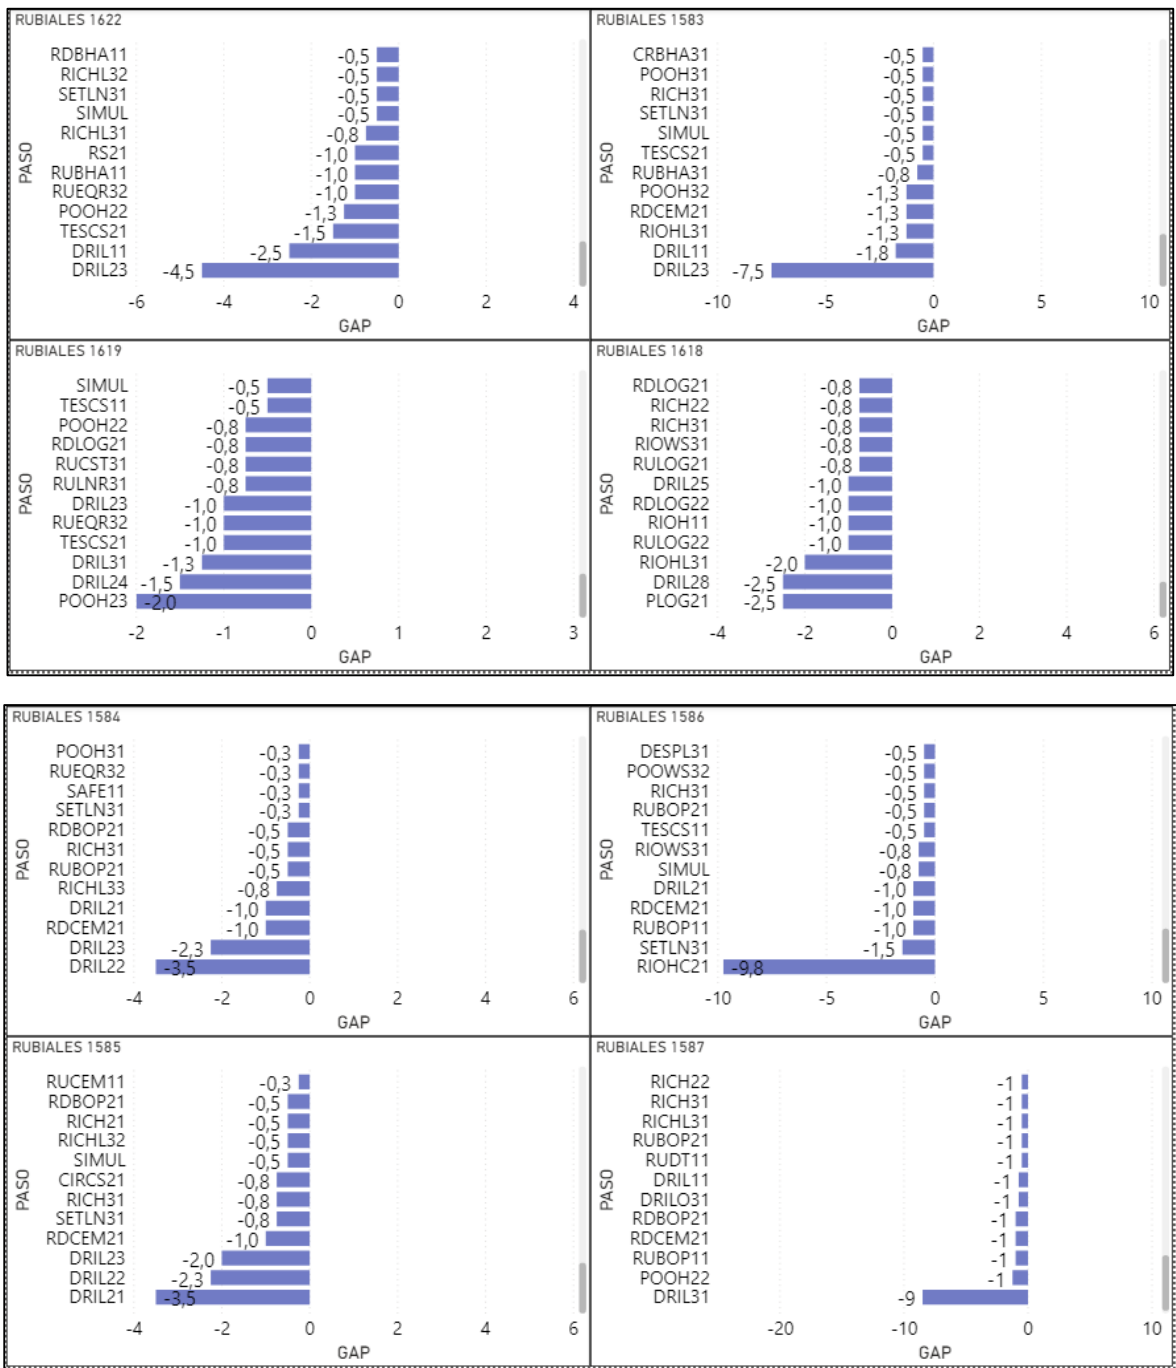 RUBIALES 1622
PASO
RDBHA11 -0,5
RICHL32 -0,5
SETLN31 -0,5
SIMUL -0,5
RICHL31 -0,8
RS21 -1,0
RUBHA11 -1,0
RUEQR32 -1,0
POOH22 -1,3
TESCS21 -1,5
DRIL11 -2,5
DRIL23 -4,5
-6 -4 -2 0 2 4
GAP
RUBIALES 1583
PASO
CRBHA31 -0,5
POOH31 -0,5
RICH31 -0,5
SETLN31 -0,5
SIMUL -0,5
TESCS21 -0,5
RUBHA31 -0,8
POOH32 -1,3
RDCEM21 -1,3
RIOHL31 -1,3
DRIL11 -1,8
DRIL23 -7,5
-10 -5 0 5 10
GAP
RUBIALES 1619
PASO
SIMUL -0,5
TESCS11 -0,5
POOH22 -0,8
RDLOG21 -0,8
RUCST31 -0,8
RULNR31 -0,8
DRIL23 -1,0
RUEQR32 -1,0
TESCS21 -1,0
DRIL31 -1,3
DRIL24 -1,5
POOH23 -2,0
-2 -1 0 1 2 3
GAP
RUBIALES 1618
PASO
RDLOG21 -0,8
RICH22 -0,8
RICH31 -0,8
RIOWS31 -0,8
RULOG21 -0,8
DRIL25 -1,0
RDLOG22 -1,0
RIOH11 -1,0
RULOG22 -1,0
RIOHL31 -2,0
DRIL28 -2,5
PLOG21 -2,5
-4 -2 0 2 4 6
GAP
RUBIALES 1584
PASO
POOH31 -0,3
RUEQR32 -0,3
SAFE11 -0,3
SETLN31 -0,3
RDBOP21 -0,5
RICH31 -0,5
RUBOP21 -0,5
RICHL33 -0,8
DRIL21 -1,0
RDCEM21 -1,0
DRIL23 -2,3
DRIL22 -3,5
-4 -2 0 2 4 6
GAP
RUBIALES 1586
PASO
DESPL31 -0,5
POOWS32 -0,5
RICH31 -0,5
RUBOP21 -0,5
TESCS11 -0,5
RIOWS31 -0,8
SIMUL -0,8
DRIL21 -1,0
RDCEM21 -1,0
RUBOP11 -1,0
SETLN31 -1,5
RIOHC21 -9,8
-10 -5 0 5 10
GAP
RUBIALES 1585
PASO
RUCEM11 -0,3
RDBOP21 -0,5
RICH21 -0,5
RICHL32 -0,5
SIMUL -0,5
CIRCS21 -0,8
RICH31 -0,8
SETLN31 -0,8
RDCEM21 -1,0
DRIL23 -2,0
DRIL22 -2,3
DRIL21 -3,5
-4 -2 0 2 4 6
GAP
RUBIALES 1587
PASO
RICH22 -1
RICH31 -1
RICHL31 -1
RUBOP21 -1
RUDT11 -1
DRIL11 -1
DRILO31 -1
RDBOP21 -1
RDCEM21 -1
RUBOP11 -1
POOH22 -1
DRIL31 -9
-20 -10 0 10
GAP